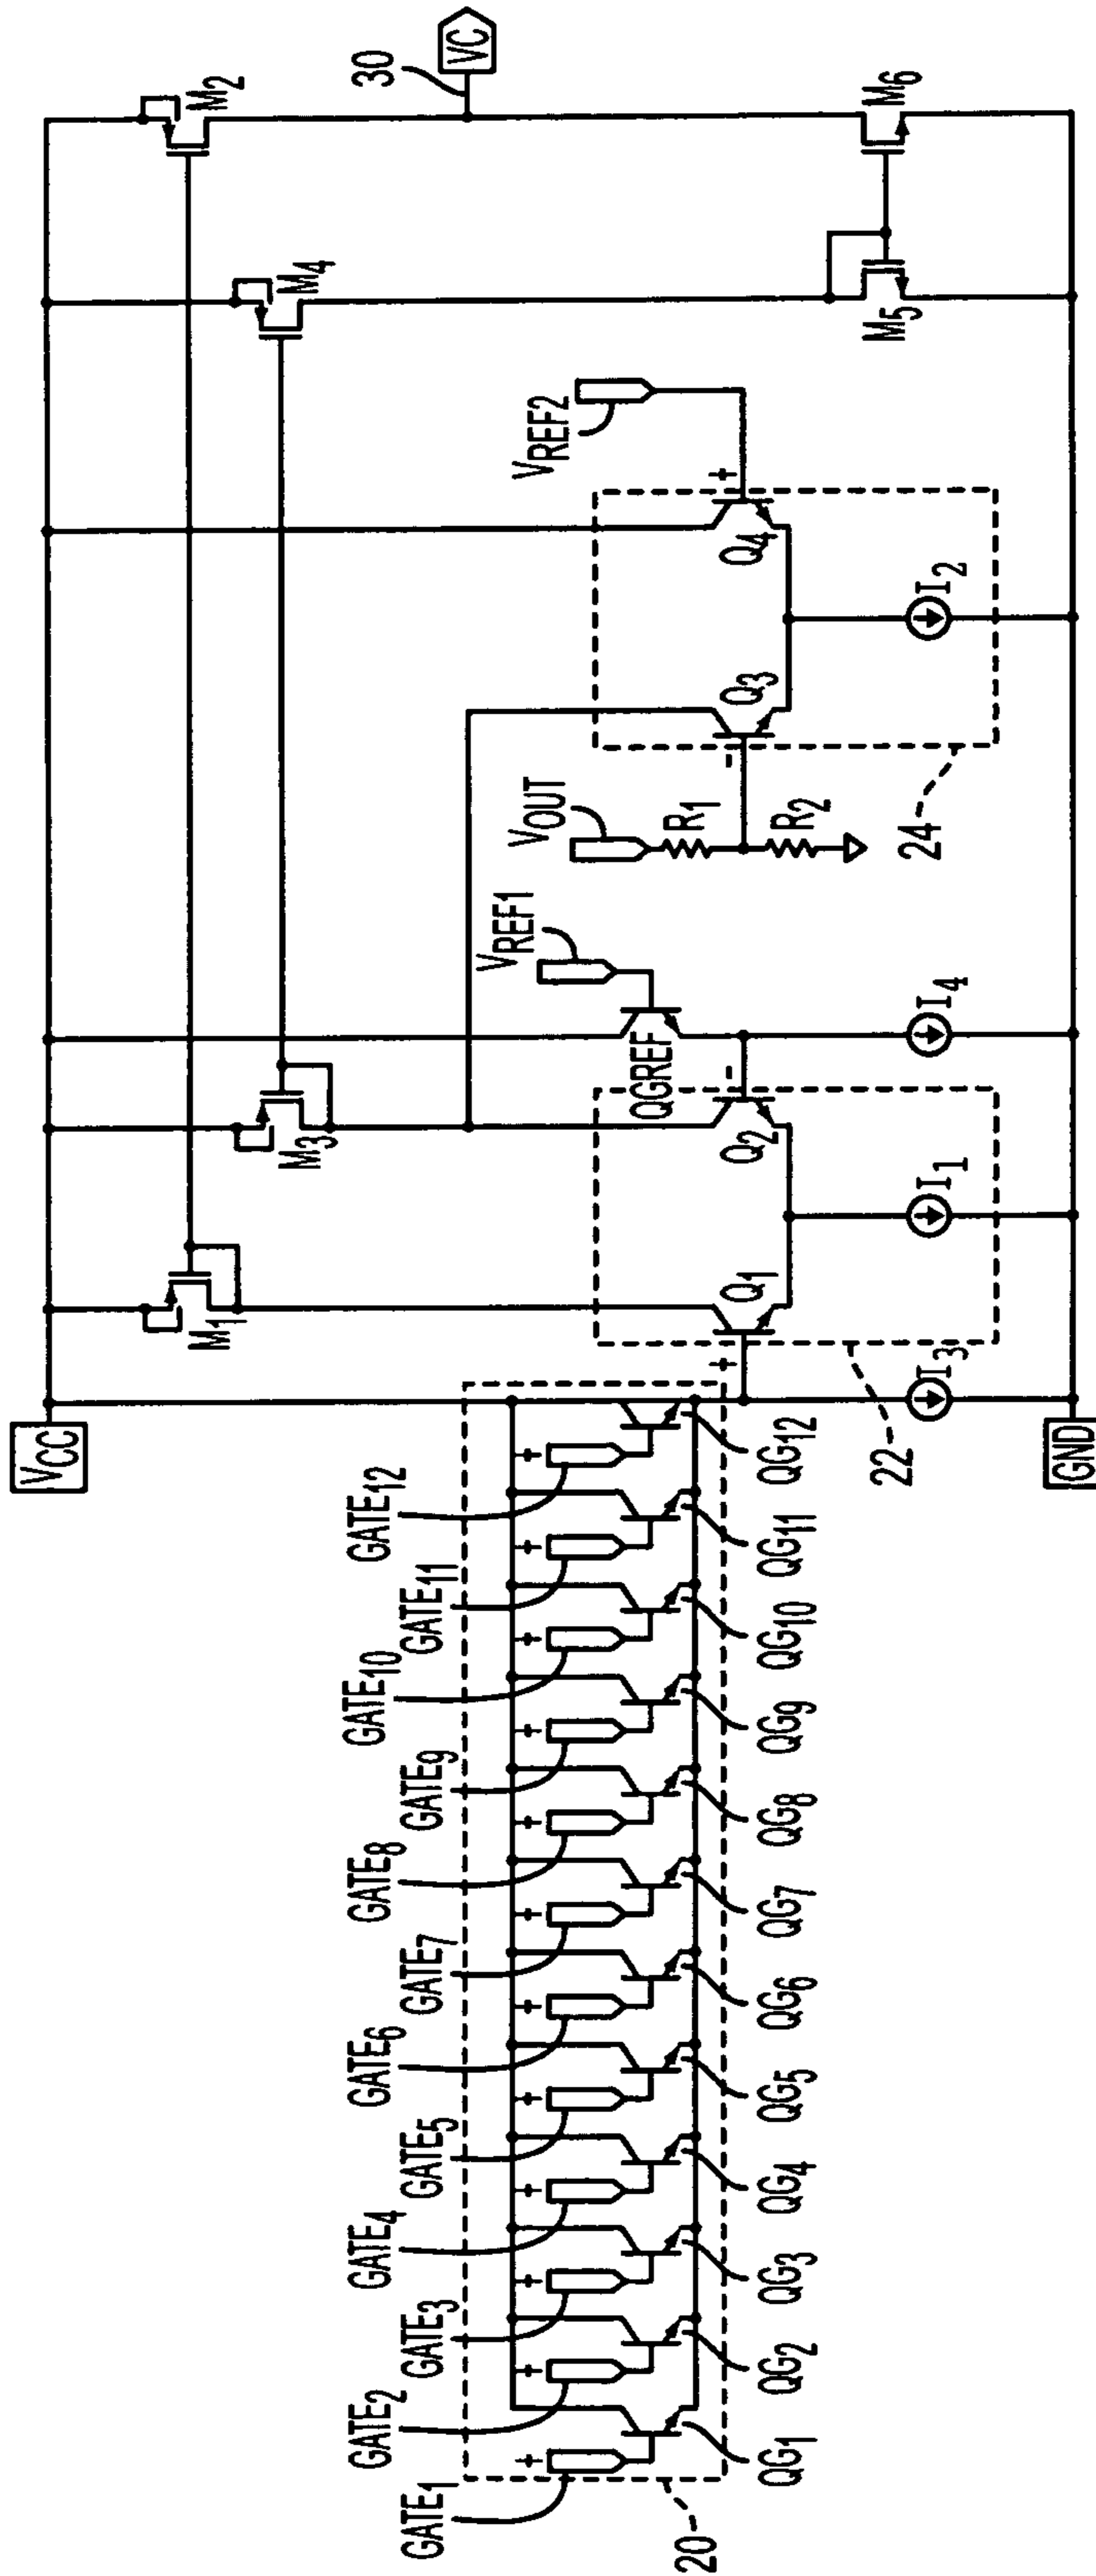 VCC
GATE1
GATE2
GATE3
GATE4
GATE5
GATE6
GATE7
GATE8
GATE9
GATE10
GATE11
GATE12
+ + + + + + + + + + + +
QG1
QG2
QG3
QG4
QG5
QG6
QG7
QG8
QG9
QG10
QG11
QG12
20
M1
M3
M4
M2
30
VC
VREF1
QGREF
VOUT
R1
R2
VREF2
+
Q1
Q2
-
-
Q3
Q4
+
I3
I1
I4
I2
22
24
M5
M6
GND